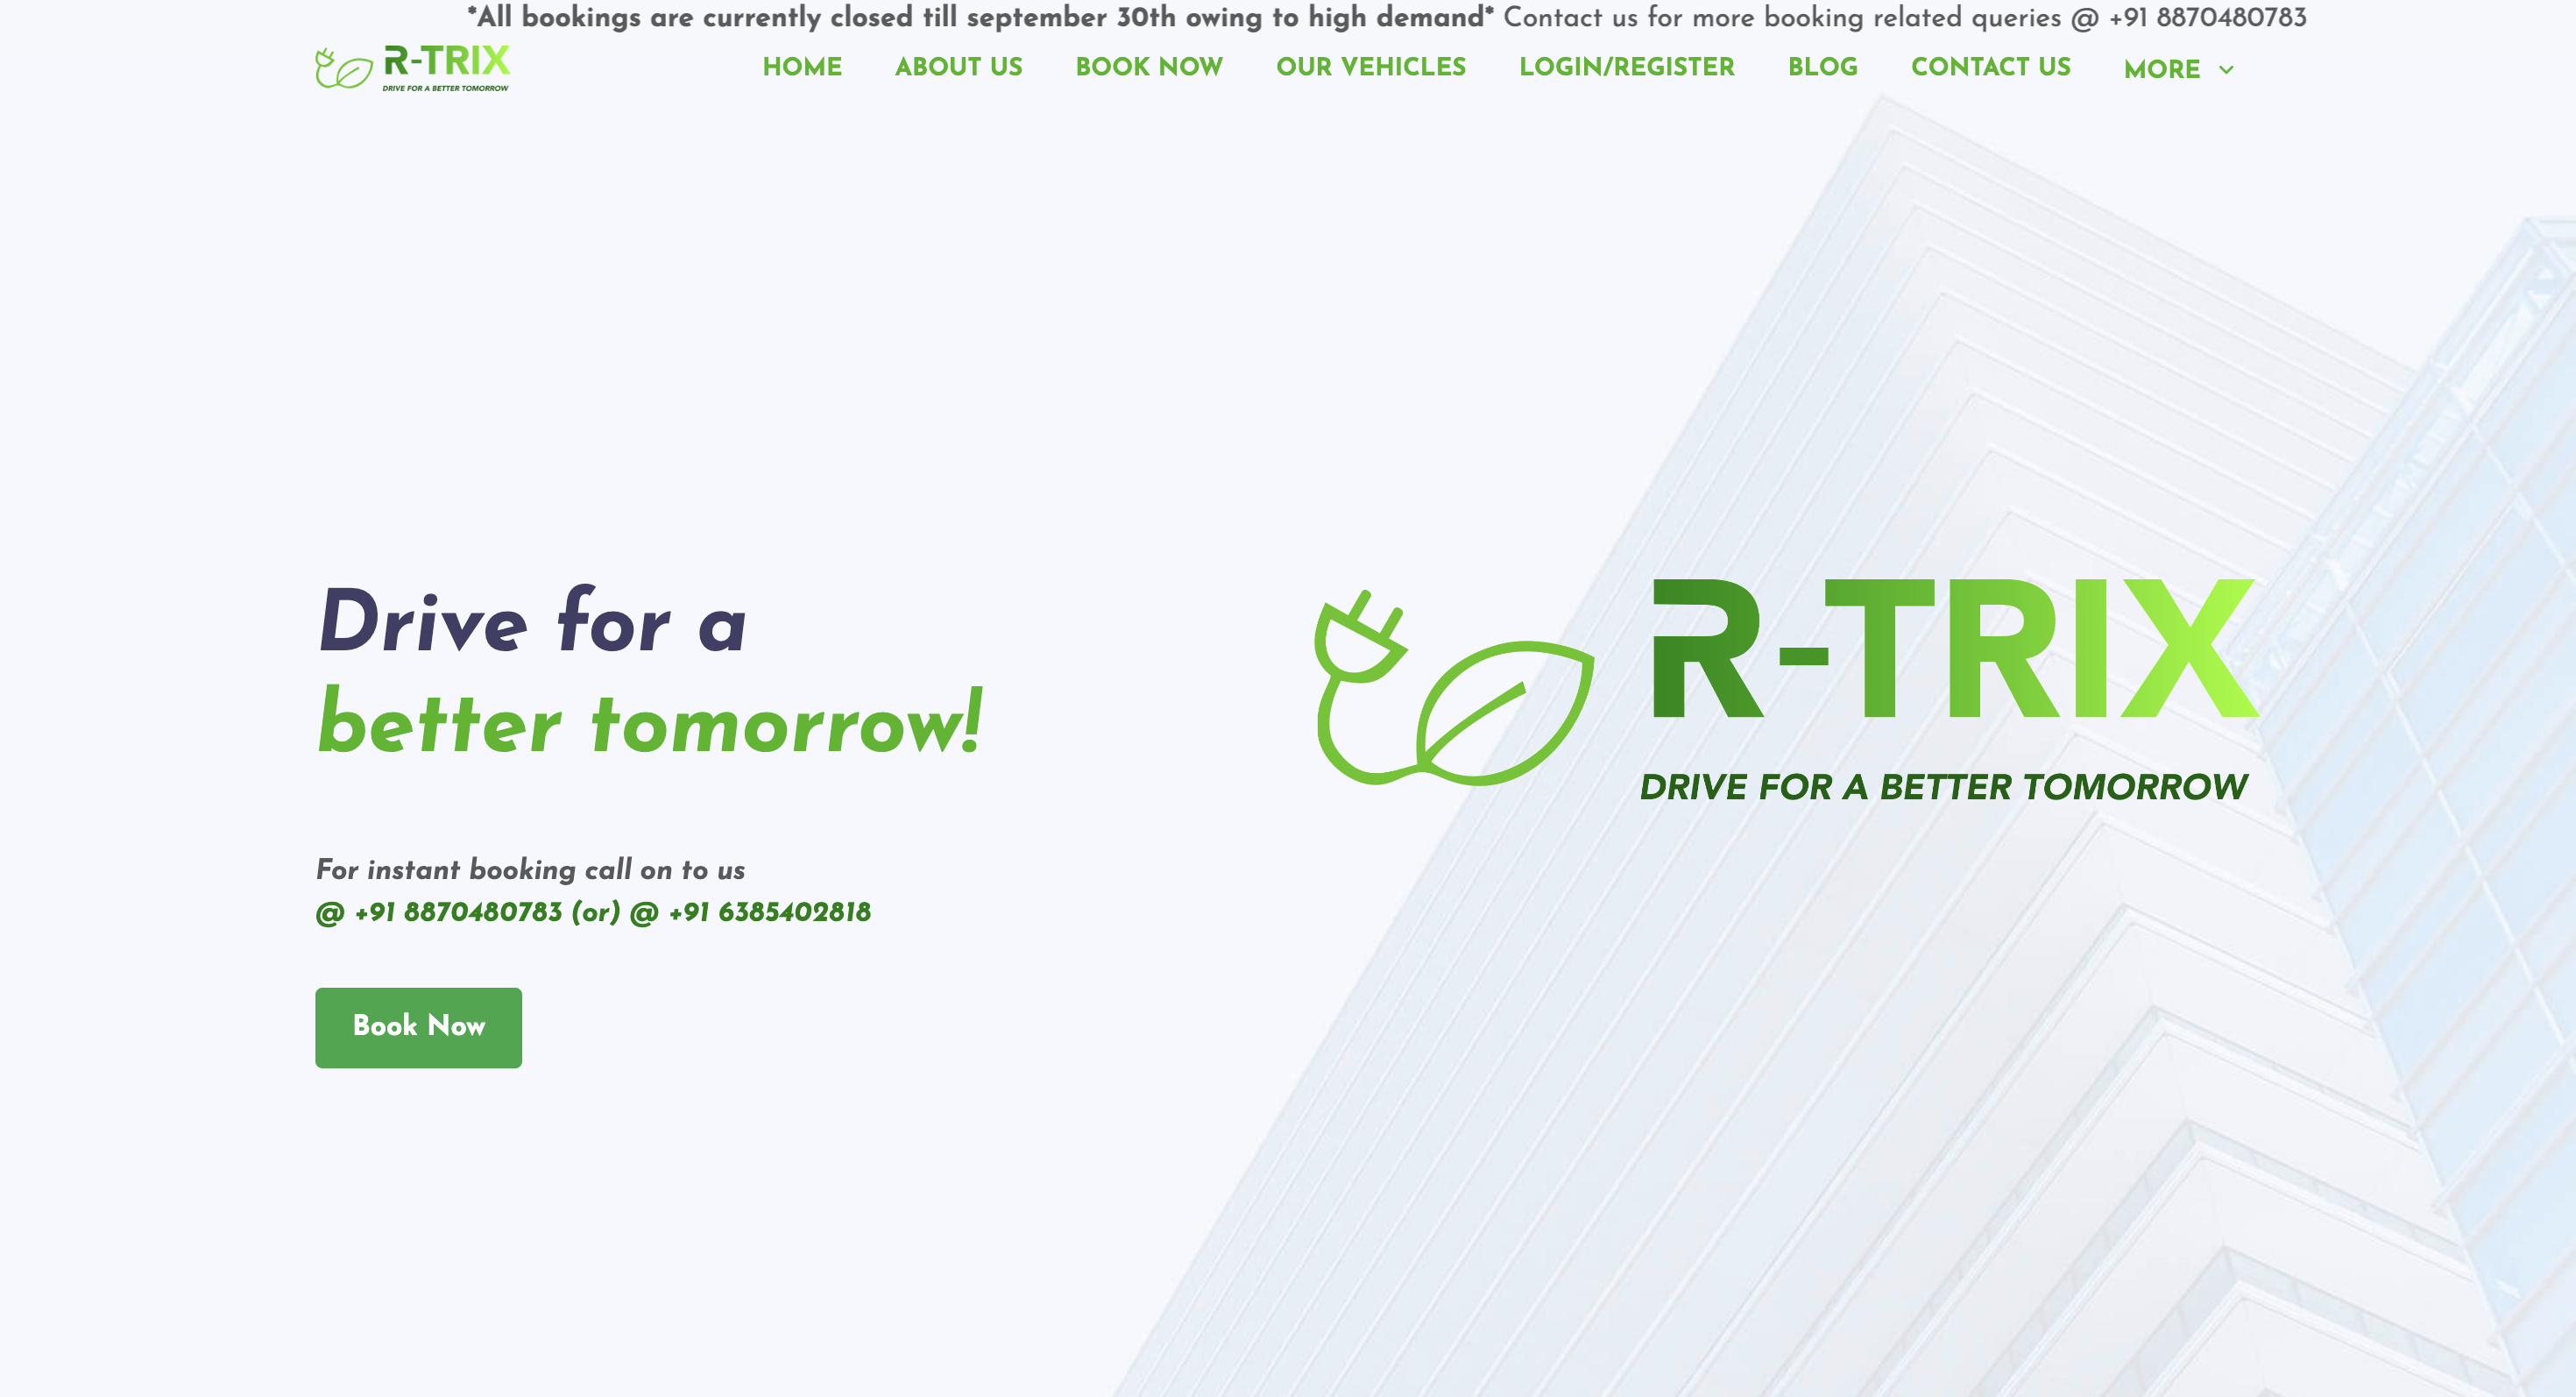 *All bookings are currently closed till september 30th owing to high demand* Contact us for more booking related queries @ +91 8870480783
R-TRIX
DRIVE FOR A BETTER TOMORROW
HOME ABOUT US BOOK NOW OUR VEHICLES LOGIN/REGISTER BLOG CONTACT US MORE
Drive for a
better tomorrow!
For instant booking call on to us
@ +91 8870480783 (or) @ +91 6385402818
Book Now
R-TRIX
DRIVE FOR A BETTER TOMORROW